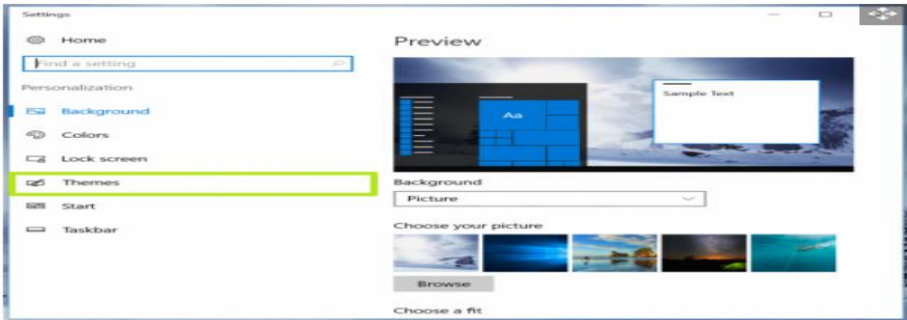 Settings
Home
Find a setting
Personalization
Background
Colors
Lock screen
Themes
Start
Taskbar
Preview
Sample Text
Aa
Background
Picture
Choose your picture
Browse
Choose a fit